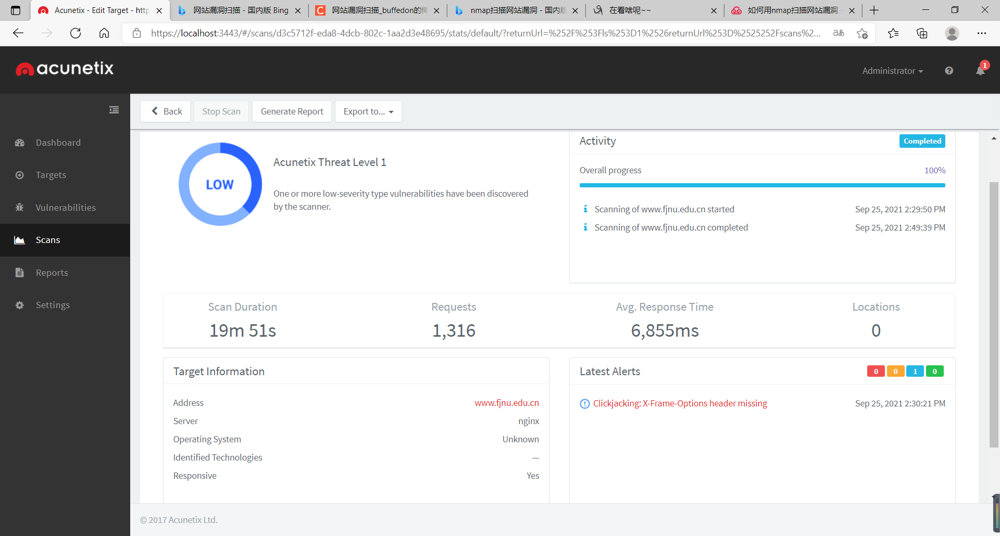 Acunetix - Edit Target - http
网站漏洞扫描 - 国内版 Bing
网站漏洞扫描_buffedon的博
nmap扫描网站漏洞 - 国内版
在看啥呢~~
如何用nmap扫描网站漏洞 -
https://localhost:3443/#/scans/d3c5712f-eda8-4dcb-802c-1aa2d3e48695/stats/default/?returnUrl=%252F%253Fls%253D1%2526returnUrl%253D%2525252Fscans%2...
aあ
acunetix
Administrator
1
Back
Stop Scan
Generate Report
Export to...
Dashboard
Targets
Vulnerabilities
Scans
Reports
Settings
LOW
Acunetix Threat Level 1
One or more low-severity type vulnerabilities have been discovered
by the scanner.
Activity
Completed
Overall progress
100%
Scanning of www.fjnu.edu.cn started
Sep 25, 2021 2:29:50 PM
Scanning of www.fjnu.edu.cn completed
Sep 25, 2021 2:49:39 PM
Scan Duration
19m 51s
Requests
1,316
Avg. Response Time
6,855ms
Locations
0
Target Information
Address
www.fjnu.edu.cn
Server
nginx
Operating System
Unknown
Identified Technologies
—
Responsive
Yes
Latest Alerts
0 0 1 0
Clickjacking: X-Frame-Options header missing
Sep 25, 2021 2:30:21 PM
© 2017 Acunetix Ltd.